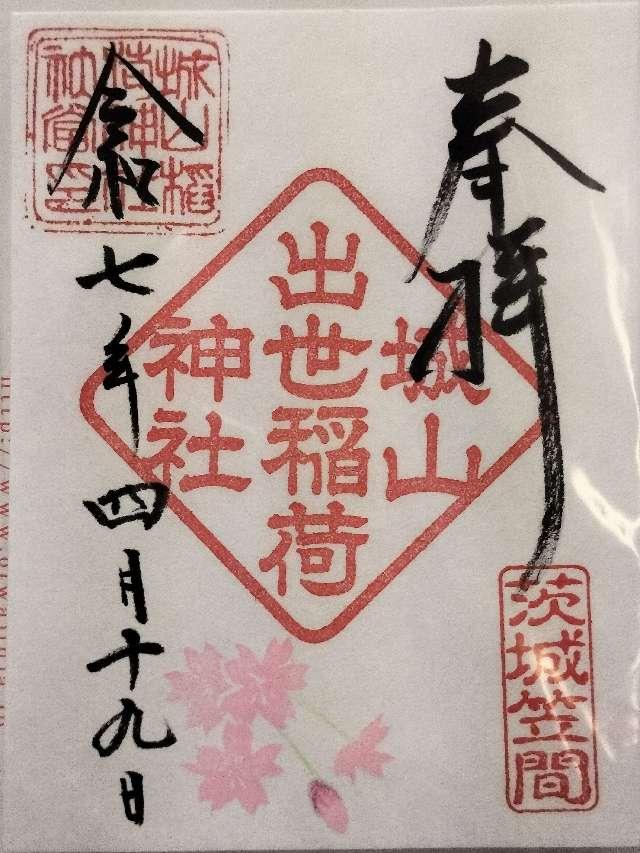 奉拝
茨城笠間
城山
出世稲荷
神社
令和七年四月十九日